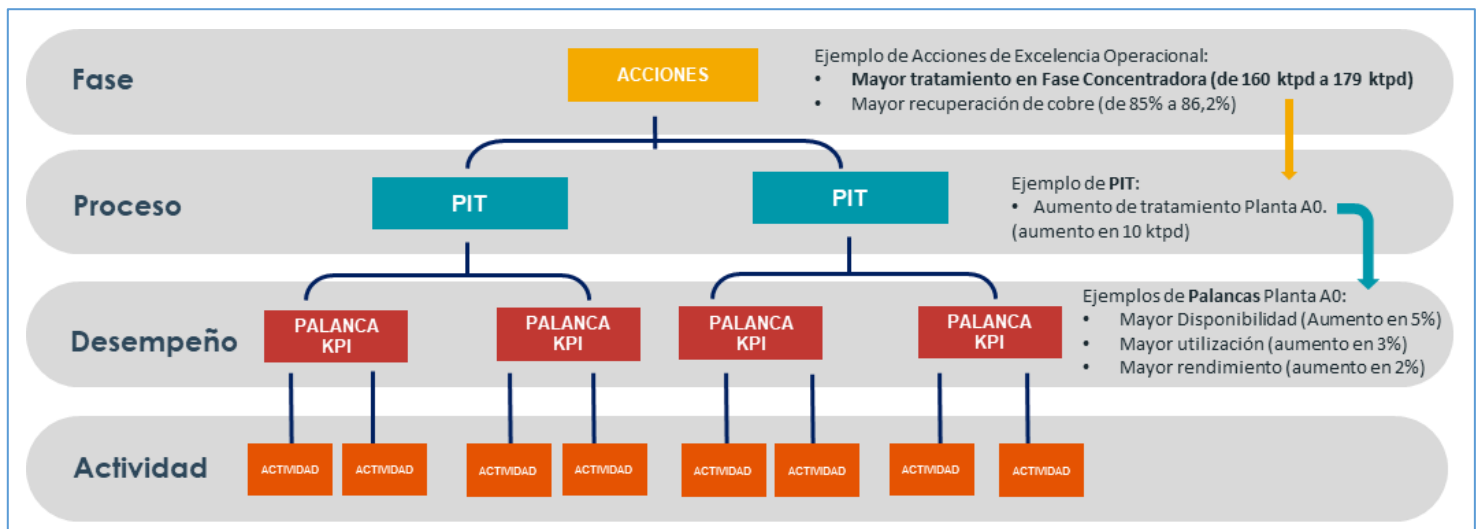 Fase
ACCIONES
Ejemplo de Acciones de Excelencia Operacional:
• Mayor tratamiento en Fase Concentradora (de 160 ktpd a 179 ktpd)
• Mayor recuperación de cobre (de 85% a 86,2%)
Proceso
PIT
PIT
Ejemplo de PIT:
• Aumento de tratamiento Planta A0.
(aumento en 10 ktpd)
Desempeño
PALANCA
KPI
PALANCA
KPI
PALANCA
KPI
PALANCA
KPI
Ejemplos de Palancas Planta A0:
• Mayor Disponibilidad (Aumento en 5%)
• Mayor utilización (aumento en 3%)
• Mayor rendimiento (aumento en 2%)
Actividad
ACTIVIDAD
ACTIVIDAD
ACTIVIDAD
ACTIVIDAD
ACTIVIDAD
ACTIVIDAD
ACTIVIDAD
ACTIVIDAD